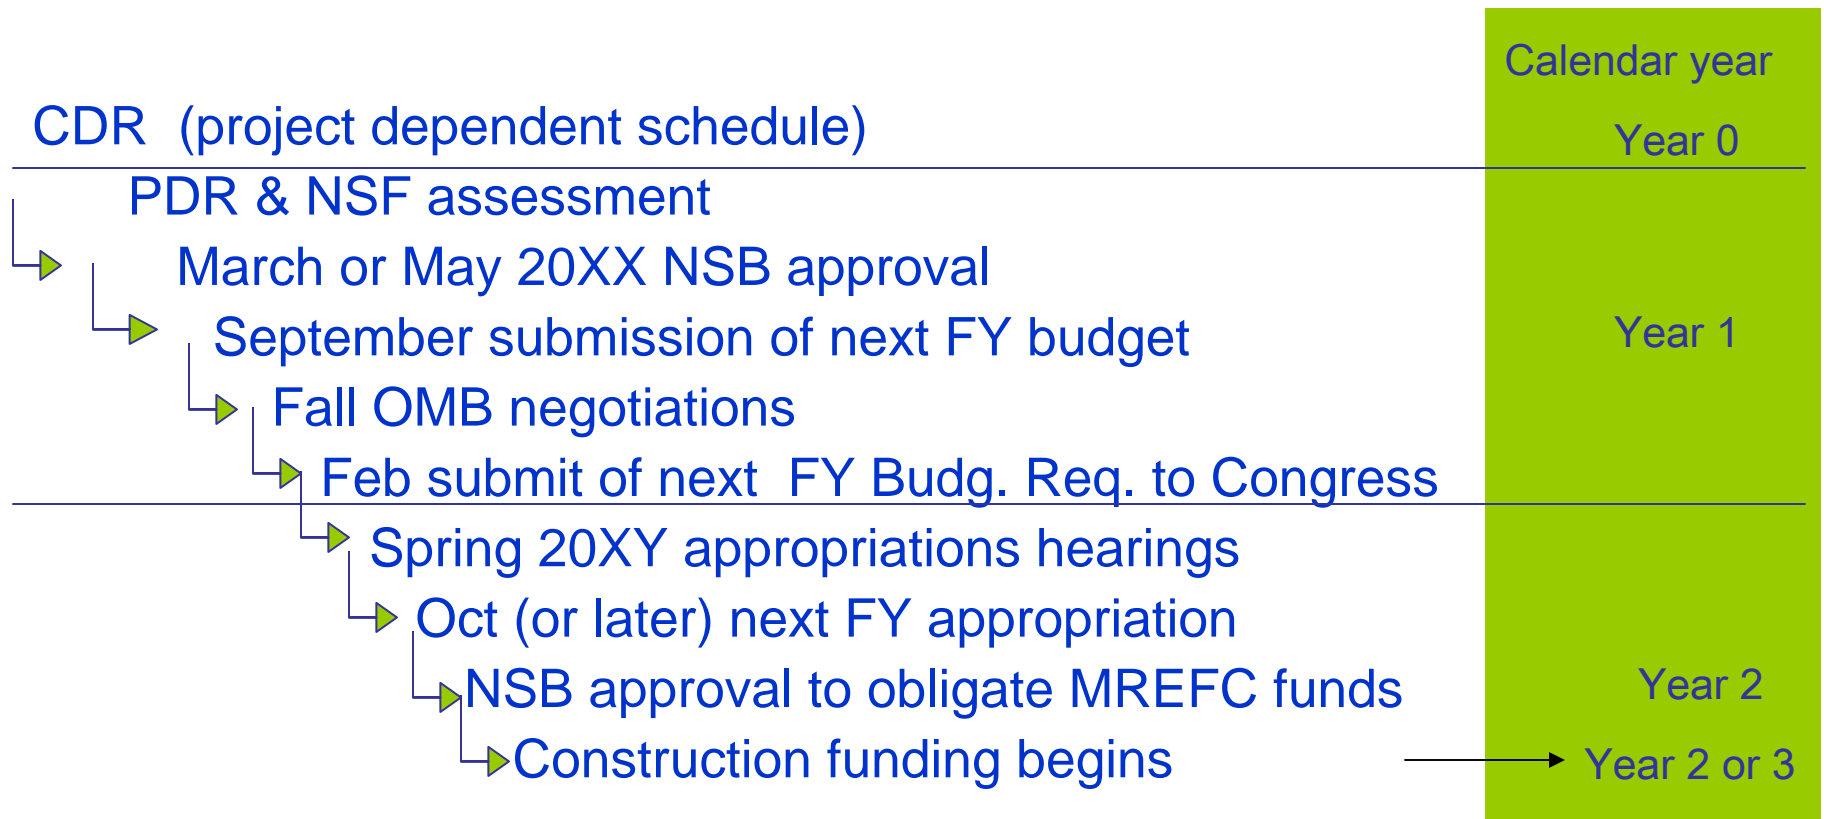 Calendar year
CDR (project dependent schedule)
Year 0
PDR & NSF assessment
March or May 20XX NSB approval
September submission of next FY budget
Year 1
Fall OMB negotiations
Feb submit of next FY Budg. Req. to Congress
Spring 20XY appropriations hearings
Oct (or later) next FY appropriation
NSB approval to obligate MREFC funds
Year 2
Construction funding begins
Year 2 or 3